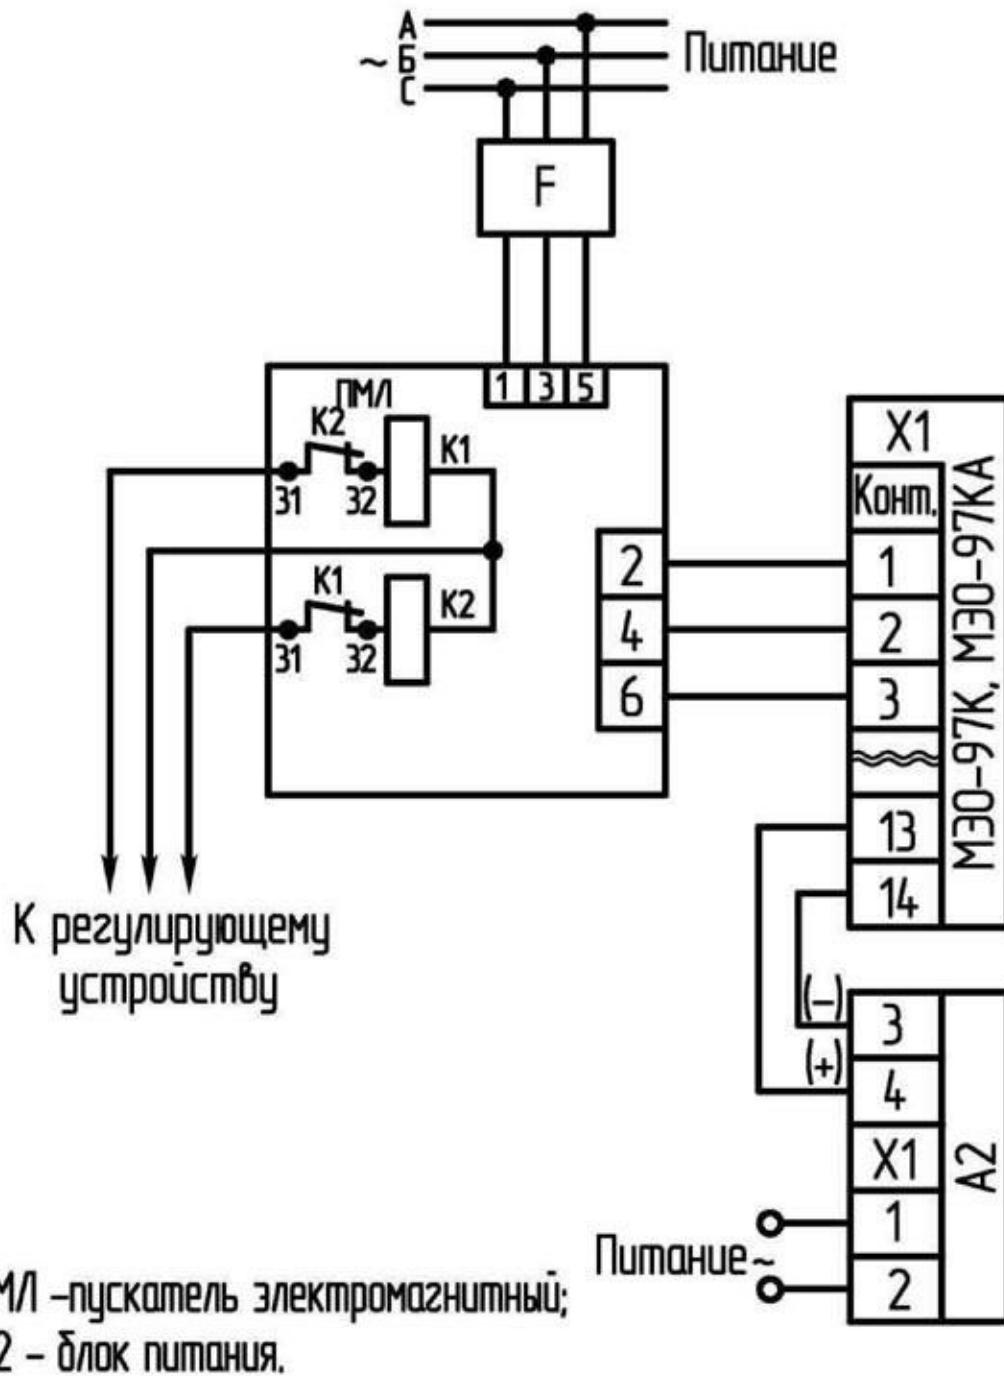 А
~ Б
С
Питание
F
1 3 5
ПМЛ
К2
К1
31 32
К1
К2
31 32
2
4
6
X1
Конт.
1
2
3
13
14
МЭО-97К, МЭО-97КА
К регулирующему
устройству
(-)
(+)
3
4
X1
1
2
А2
Питание ~
МЛ –пускатель электромагнитный;
2 – блок питания.